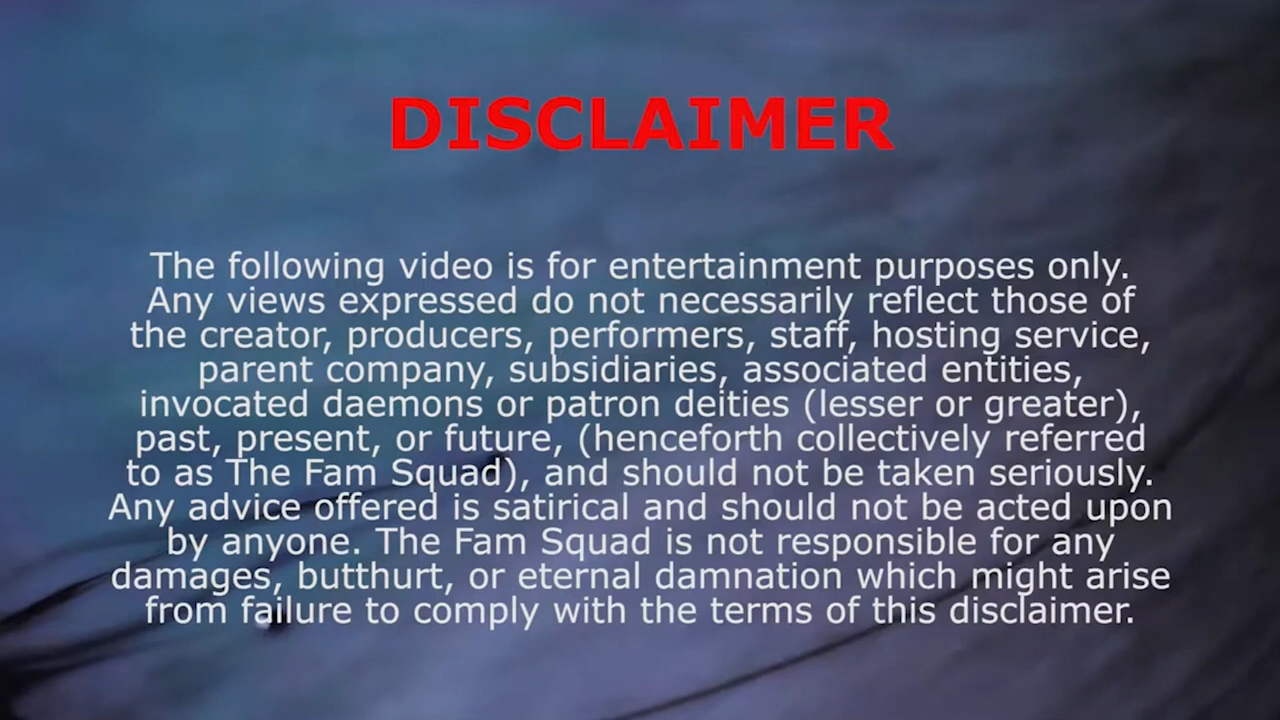 DISCLAIMER
The following video is for entertainment purposes only.
Any views expressed do not necessarily reflect those of
the creator, producers, performers, staff, hosting service,
parent company, subsidiaries, associated entities,
invocated daemons or patron deities (lesser or greater),
past, present, or future, (henceforth collectively referred
to as The Fam Squad), and should not be taken seriously.
Any advice offered is satirical and should not be acted upon
by anyone. The Fam Squad is not responsible for any
damages, butthurt, or eternal damnation which might arise
from failure to comply with the terms of this disclaimer.